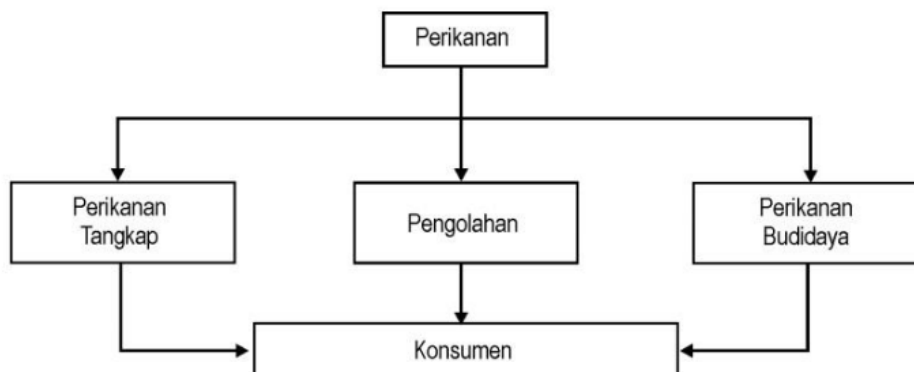 Perikanan
Perikanan
Tangkap
Pengolahan
Perikanan
Budidaya
Konsumen